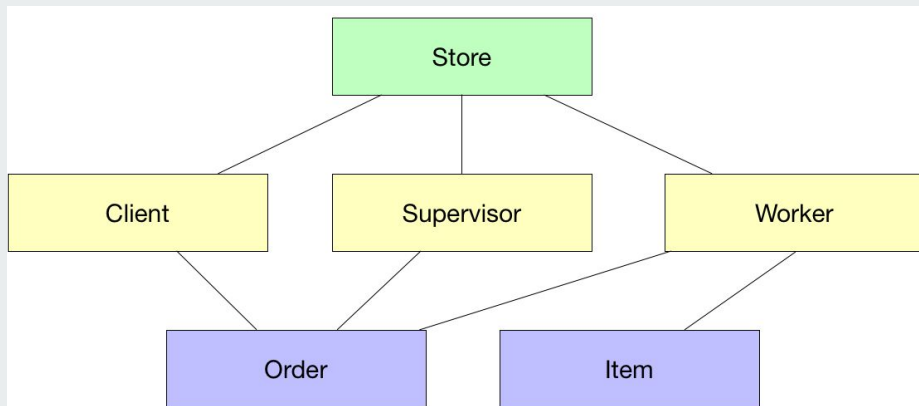 Store
Client
Supervisor
Worker
Order
Item